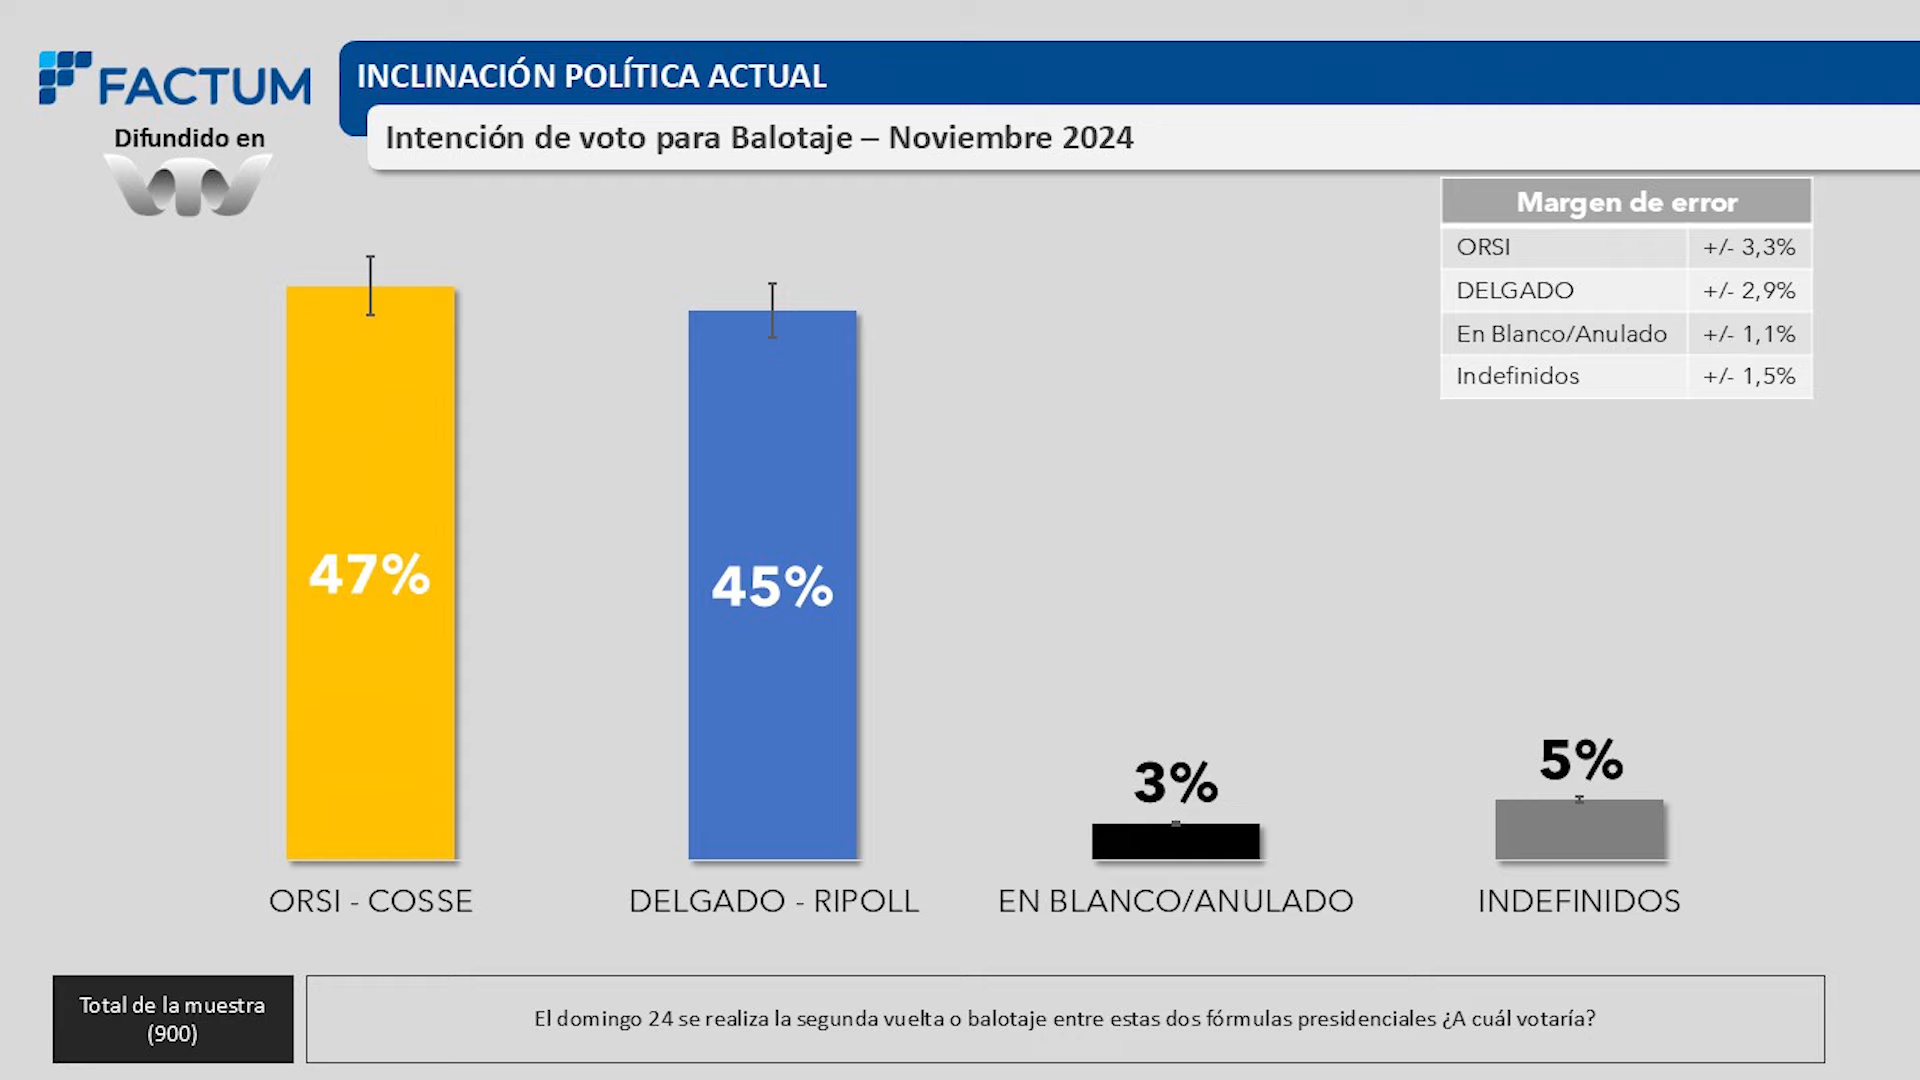 FACTUM
Difundido en
VTV
INCLINACIÓN POLÍTICA ACTUAL
Intención de voto para Balotaje – Noviembre 2024
Margen de error
ORSI +/- 3,3%
DELGADO +/- 2,9%
En Blanco/Anulado +/- 1,1%
Indefinidos +/- 1,5%
47%
45%
3%
5%
ORSI - COSSE
DELGADO - RIPOLL
EN BLANCO/ANULADO
INDEFINIDOS
Total de la muestra
(900)
El domingo 24 se realiza la segunda vuelta o balotaje entre estas dos fórmulas presidenciales ¿A cuál votaría?